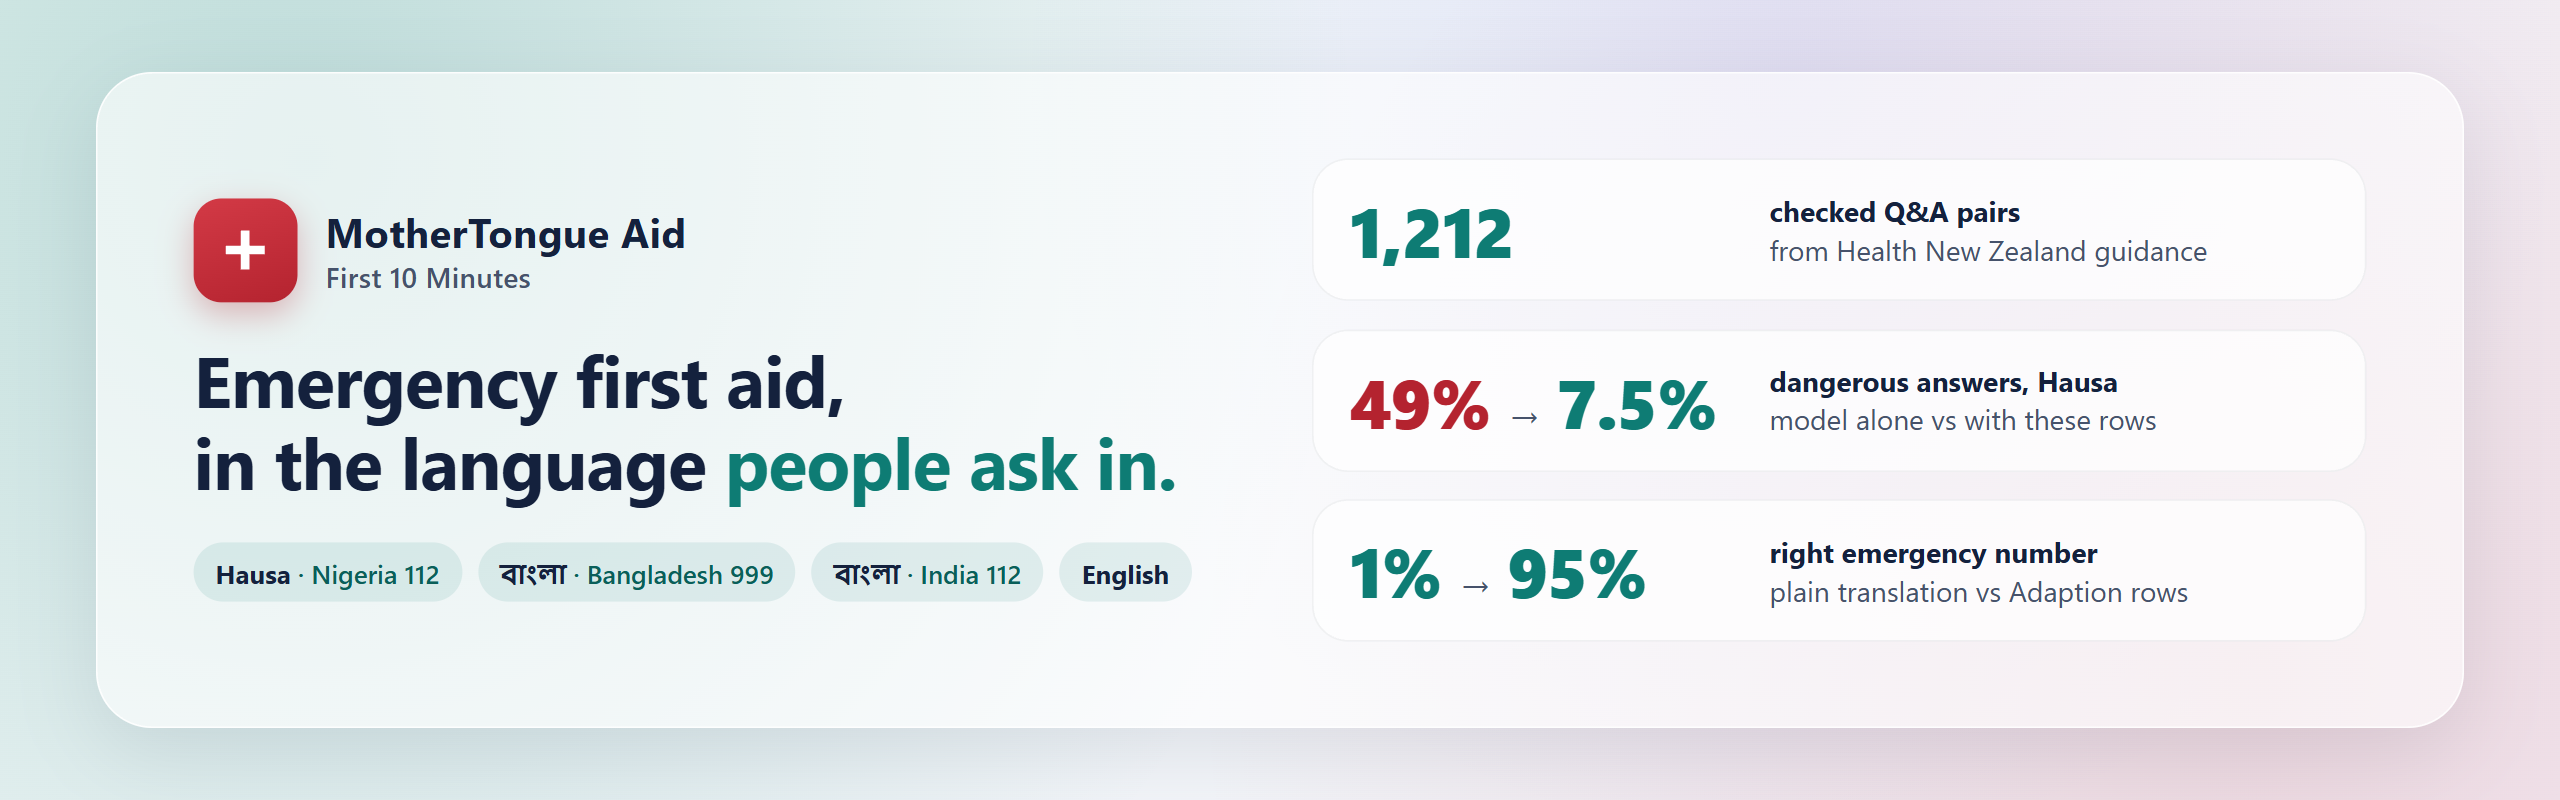 MotherTongue Aid
First 10 Minutes
Emergency first aid,
in the language people ask in.
Hausa · Nigeria 112
বাংলা · Bangladesh 999
বাংলা · India 112
English
1,212
checked Q&A pairs
from Health New Zealand guidance
49% → 7.5%
dangerous answers, Hausa
model alone vs with these rows
1% → 95%
right emergency number
plain translation vs Adaption rows